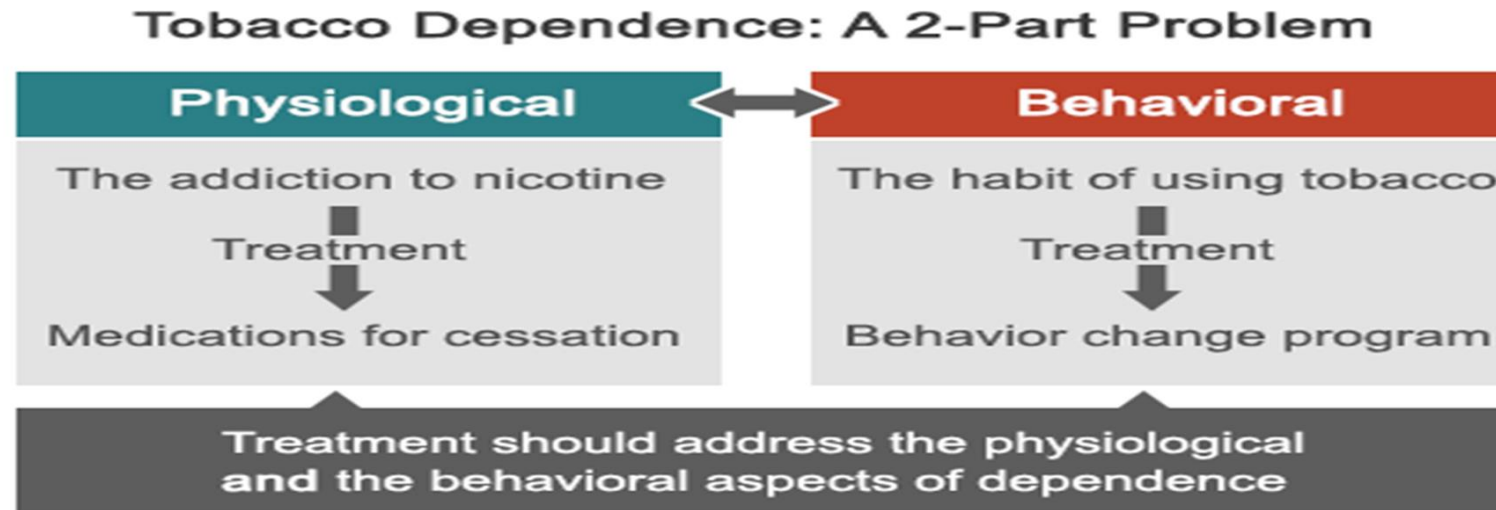 Tobacco Dependence: A 2-Part Problem
Physiological
The addiction to nicotine
Treatment
Medications for cessation
Behavioral
The habit of using tobacco
Treatment
Behavior change program
Treatment should address the physiological
and the behavioral aspects of dependence